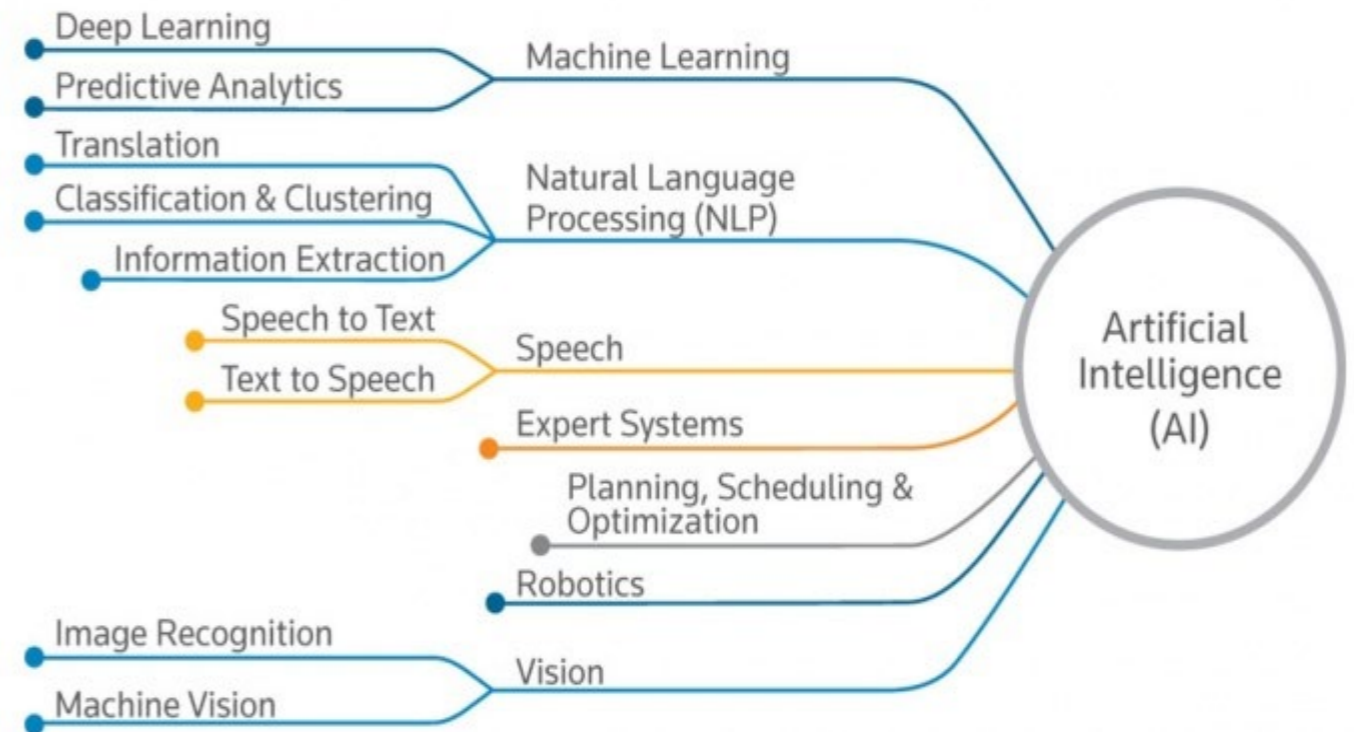 Deep Learning
Predictive Analytics
Machine Learning
Translation
Classification & Clustering
Information Extraction
Natural Language
Processing (NLP)
Speech to Text
Text to Speech
Speech
Expert Systems
Planning, Scheduling &
Optimization
Robotics
Image Recognition
Machine Vision
Vision
Artificial
Intelligence
(AI)